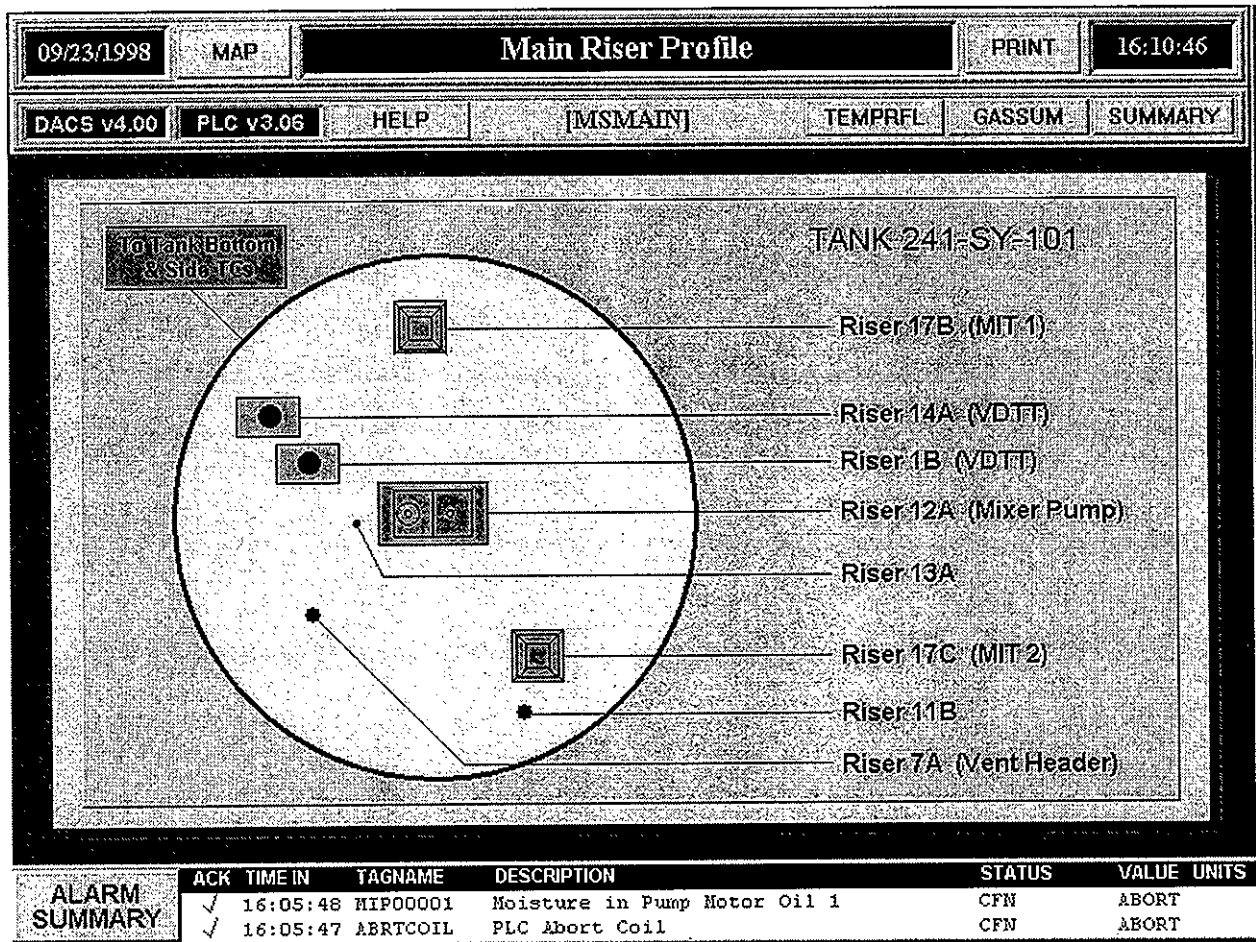 09/23/1998 MAP Main Riser Profile PRINT 16:10:46
DACS v4.00 PLC v3.06 HELP [MSMAIN] TEMPRFL GASSUM SUMMARY
To Tank Bottom
& Side TCs
TANK 241-SY-101
Riser 17B (MIT 1)
Riser 14A (VDTT)
Riser 1B (VDTT)
Riser 12A (Mixer Pump)
Riser 13A
Riser 17C (MIT 2)
Riser 11B
Riser 7A (Vent Header)
ALARM
SUMMARY
ACK TIME IN TAGNAME DESCRIPTION STATUS VALUE UNITS
16:05:48 MIP00001 Moisture in Pump Motor Oil 1 CFN ABORT
16:05:47 ABRTCOIL PLC Abort Coil CFN ABORT